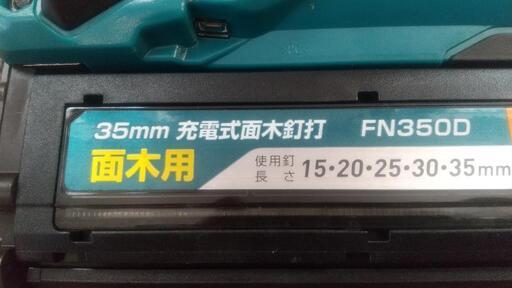 35mm 充電式面木釘打 FN350D
面木用
使用釘
長さ 15・20・25・30・35mm